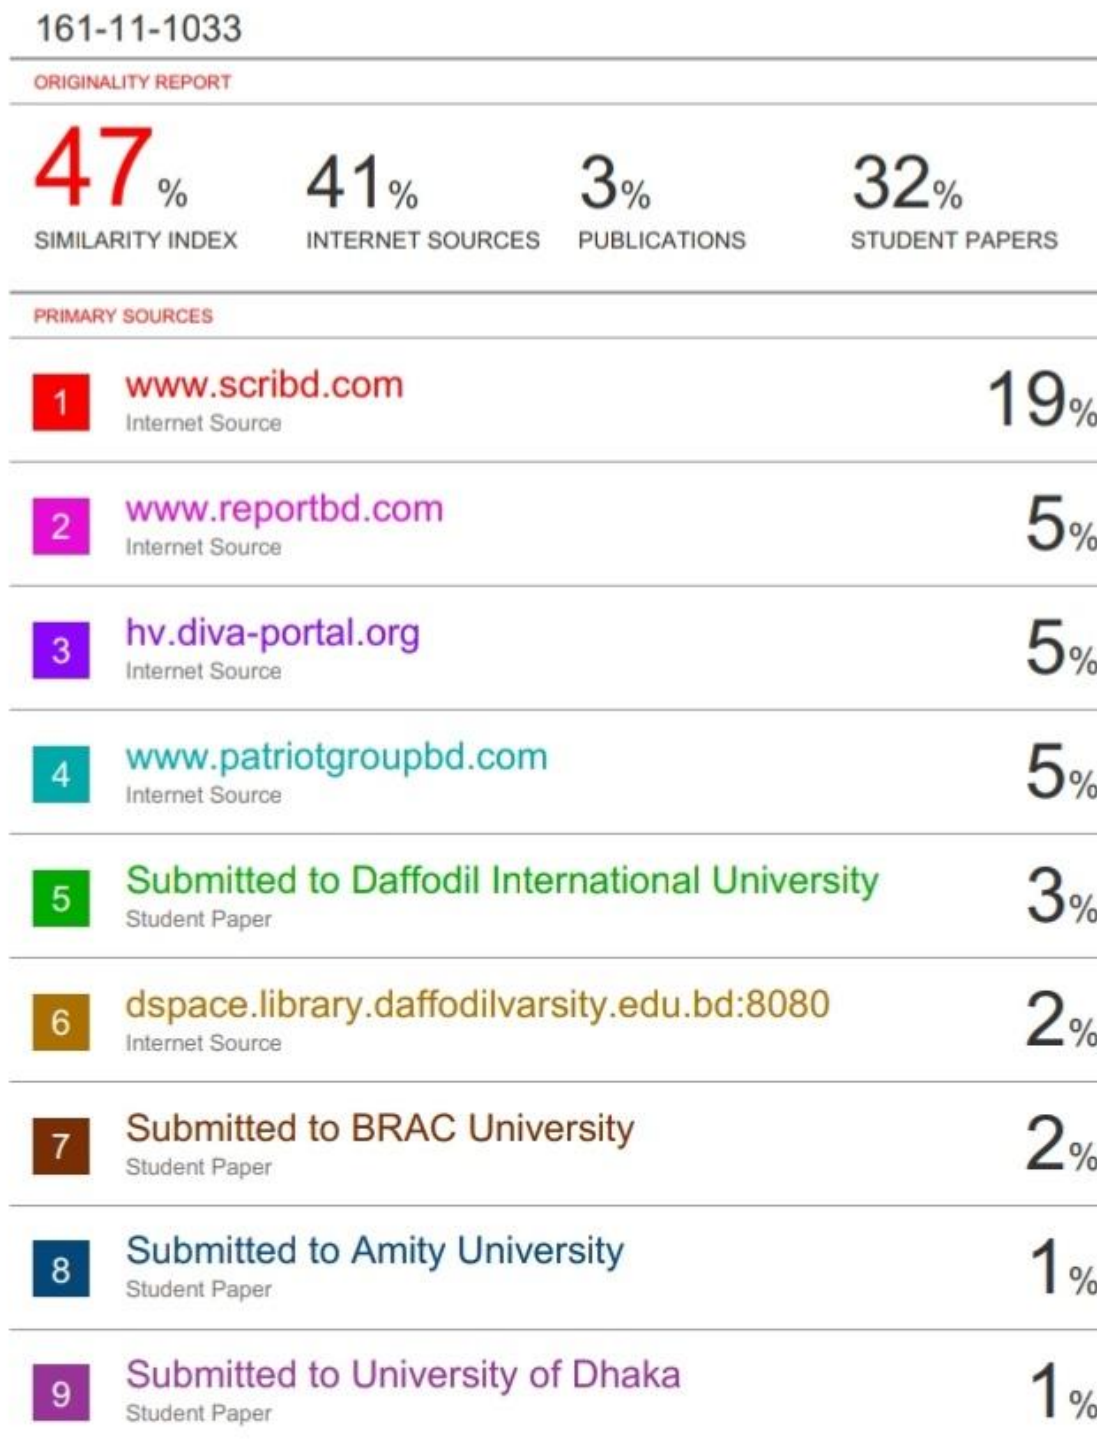 161-11-1033
ORIGINALITY REPORT
47% 41% 3% 32%
SIMILARITY INDEX INTERNET SOURCES PUBLICATIONS STUDENT PAPERS
PRIMARY SOURCES
1 www.scribd.com 19%
Internet Source
2 www.reportbd.com 5%
Internet Source
3 hv.diva-portal.org 5%
Internet Source
4 www.patriotgroupbd.com 5%
Internet Source
5 Submitted to Daffodil International University 3%
Student Paper
6 dspace.library.daffodilvarsity.edu.bd:8080 2%
Internet Source
7 Submitted to BRAC University 2%
Student Paper
8 Submitted to Amity University 1%
Student Paper
9 Submitted to University of Dhaka 1%
Student Paper